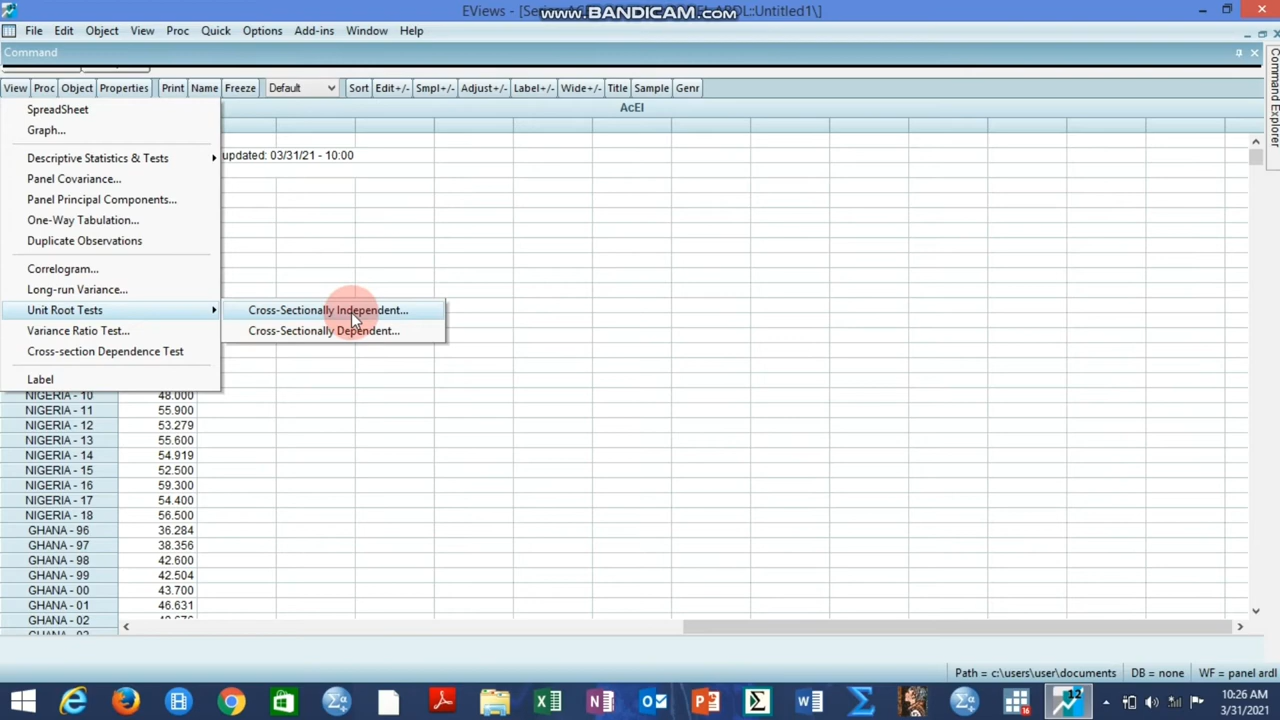 EViews - [Series
www.BANDICAM.com
ARDL::Untitled1\]
File Edit Object View Proc Quick Options Add-ins Window Help
Command
Command Explorer
View Proc Object Properties Print Name Freeze Default Sort Edit+/- Smpl+/- Adjust+/- Label+/- Wide+/- Title Sample Genr
AcEI
SpreadSheet
Graph...
updated: 03/31/21 - 10:00
Descriptive Statistics & Tests
Panel Covariance...
Panel Principal Components...
One-Way Tabulation...
Duplicate Observations
Correlogram...
Long-run Variance...
Unit Root Tests
Cross-Sectionally Independent...
Variance Ratio Test...
Cross-Sectionally Dependent...
Cross-section Dependence Test
Label
NIGERIA - 10 48.000
NIGERIA - 11 55.900
NIGERIA - 12 53.279
NIGERIA - 13 55.600
NIGERIA - 14 54.919
NIGERIA - 15 52.500
NIGERIA - 16 59.300
NIGERIA - 17 54.400
NIGERIA - 18 56.500
GHANA - 96 36.284
GHANA - 97 38.356
GHANA - 98 42.600
GHANA - 99 42.504
GHANA - 00 43.700
GHANA - 01 46.631
GHANA - 02
Path = c:\users\user\documents DB = none WF = panel ardl
12
16
10:26 AM
3/31/2021